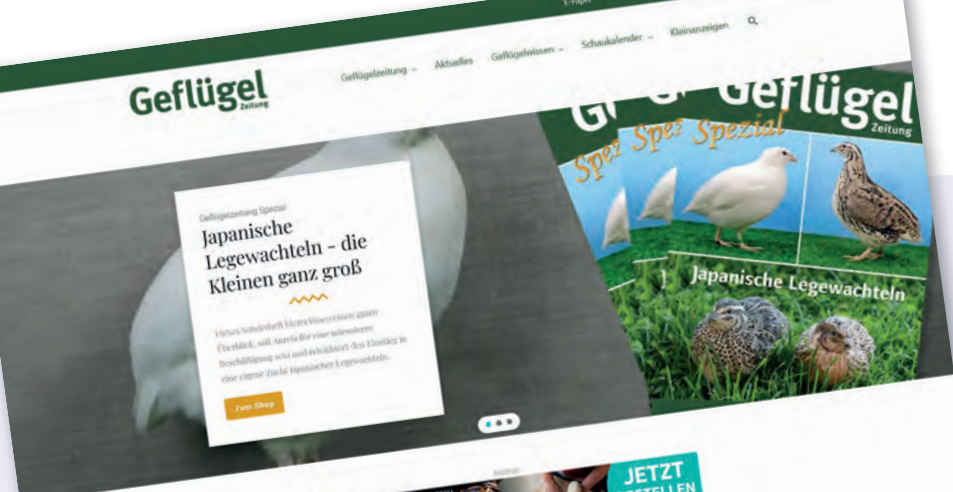 E-Paper
Geflügel
Zeitung
Geflügelzeitung Aktuelles Geflügelwissen Schaukalender Kleinanzeigen
Geflügelzeitung Spezial
Japanische
Legewachteln – die
Kleinen ganz groß
Dieses Sonderheft bietet Ihnen einen guten
Überblick, soll Anreiz für eine intensivere
Beschäftigung sein und erleichtert den Einstieg in
eine eigene Zucht Japanischer Legewachteln.
Zum Shop
Geflügel
Zeitung
Spezial
Japanische Legewachteln
ANZEIGE
JETZT